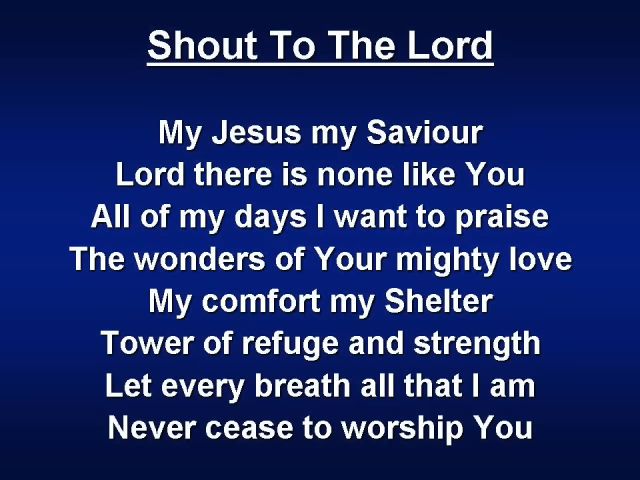 Shout To The Lord
My Jesus my Saviour
Lord there is none like You
All of my days I want to praise
The wonders of Your mighty love
My comfort my Shelter
Tower of refuge and strength
Let every breath all that I am
Never cease to worship You